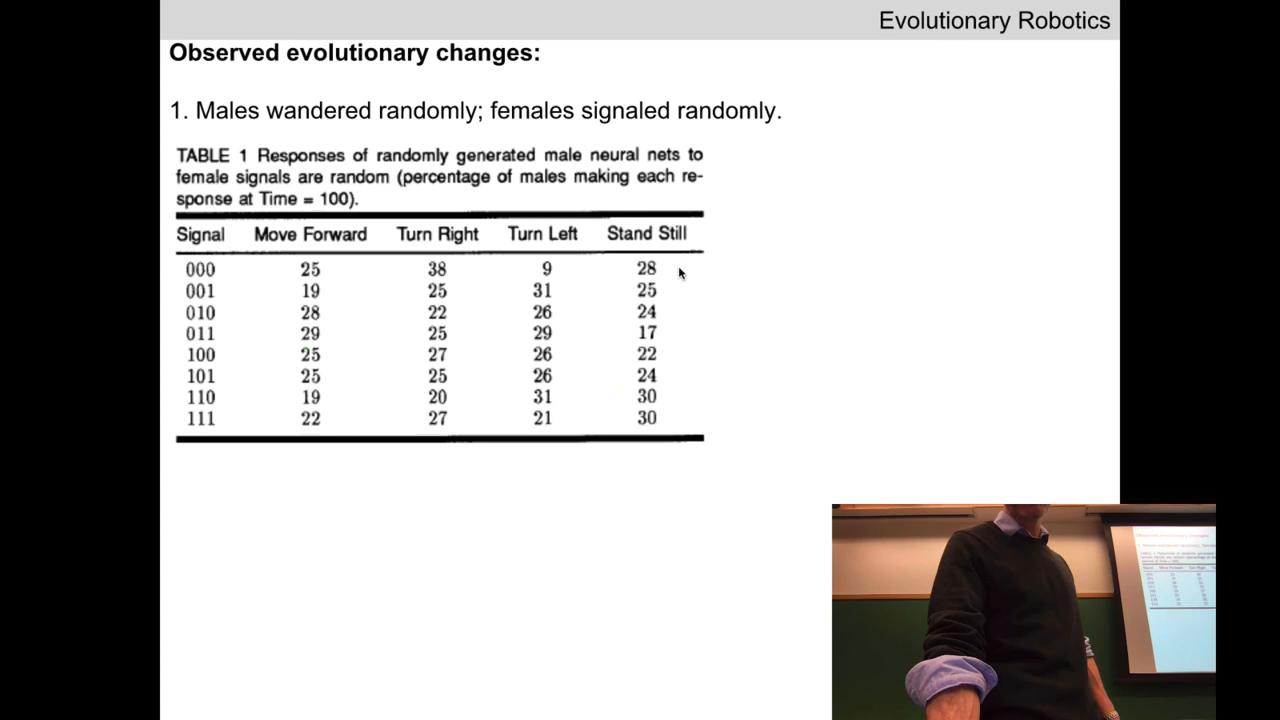 Evolutionary Robotics
Observed evolutionary changes:
1. Males wandered randomly; females signaled randomly.
TABLE 1 Responses of randomly generated male neural nets to
female signals are random (percentage of males making each re-
sponse at Time = 100).
Signal Move Forward Turn Right Turn Left Stand Still
000 25 38 9 28
001 19 25 31 25
010 28 22 26 24
011 29 25 29 17
100 25 27 26 22
101 25 25 26 24
110 19 20 31 30
111 22 27 21 30